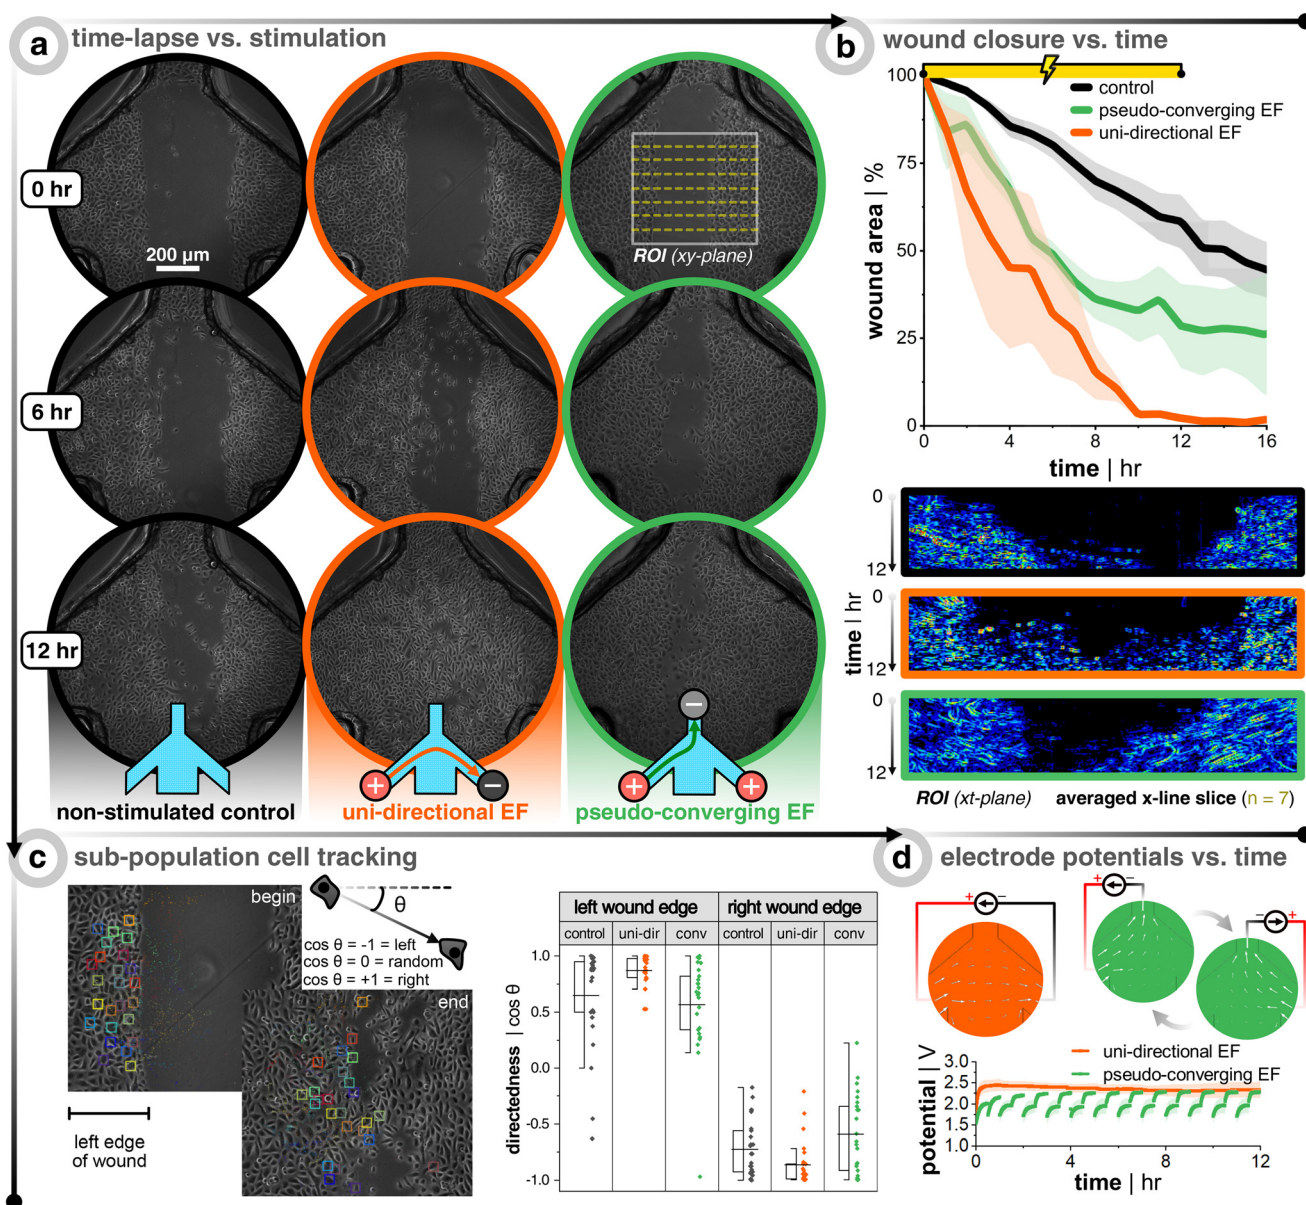 a
time-lapse vs. stimulation
0 hr
200 µm
ROI (xy-plane)
6 hr
12 hr
+
−
−
+
+
non-stimulated control
uni-directional EF
pseudo-converging EF
b
wound closure vs. time
control
pseudo-converging EF
uni-directional EF
100
75
50
25
0
wound area | %
0
4
8
12
16
time | hr
0
12
0
12
0
12
time | hr
ROI (xt-plane)
averaged x-line slice (n = 7)
c
sub-population cell tracking
begin
θ
cos θ = -1 = left
cos θ = 0 = random
cos θ = +1 = right
end
left edge
of wound
left wound edge
right wound edge
control
uni-dir
conv
control
uni-dir
conv
1.0
0.5
0.0
-0.5
-1.0
directedness | cos θ
d
electrode potentials vs. time
+
−
+
−
−
+
uni-directional EF
pseudo-converging EF
3.0
2.5
2.0
1.5
1.0
potential | V
0
4
8
12
time | hr